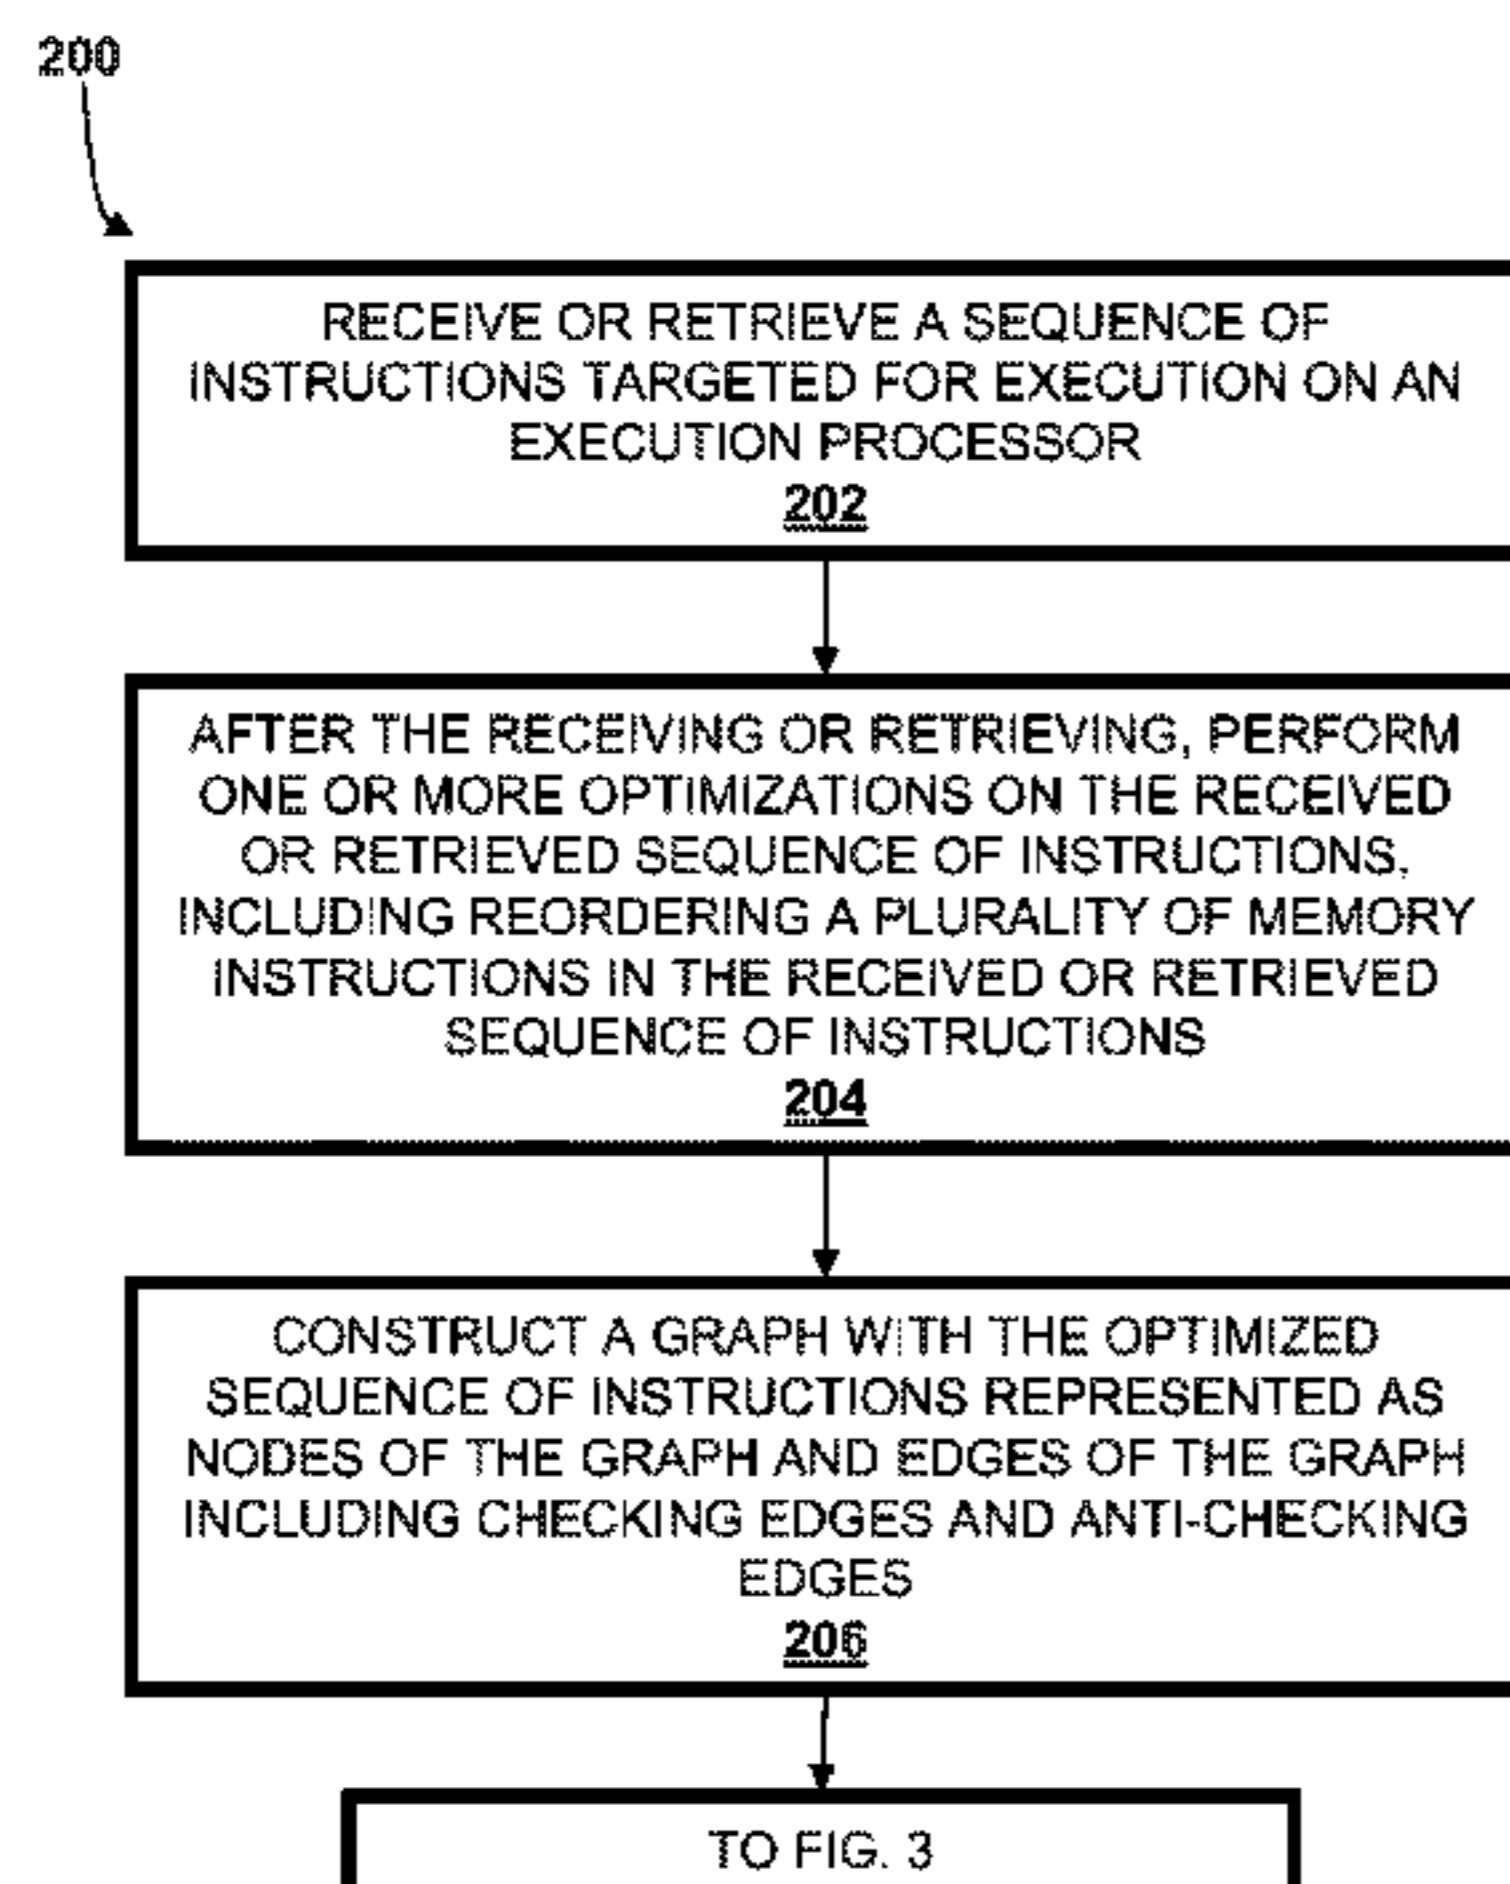 200
RECEIVE OR RETRIEVE A SEQUENCE OF
INSTRUCTIONS TARGETED FOR EXECUTION ON AN
EXECUTION PROCESSOR
202
AFTER THE RECEIVING OR RETRIEVING, PERFORM
ONE OR MORE OPTIMIZATIONS ON THE RECEIVED
OR RETRIEVED SEQUENCE OF INSTRUCTIONS,
INCLUDING REORDERING A PLURALITY OF MEMORY
INSTRUCTIONS IN THE RECEIVED OR RETRIEVED
SEQUENCE OF INSTRUCTIONS
204
CONSTRUCT A GRAPH WITH THE OPTIMIZED
SEQUENCE OF INSTRUCTIONS REPRESENTED AS
NODES OF THE GRAPH AND EDGES OF THE GRAPH
INCLUDING CHECKING EDGES AND ANTI-CHECKING
EDGES
206
TO FIG. 3